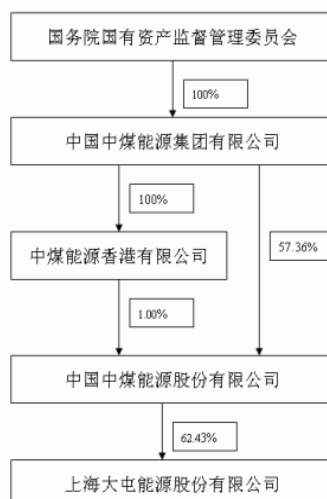 国务院国有资产监督管理委员会
100%
中国中煤能源集团有限公司
100%
57.36%
中煤能源香港有限公司
1.00%
中国中煤能源股份有限公司
62.43%
上海大屯能源股份有限公司